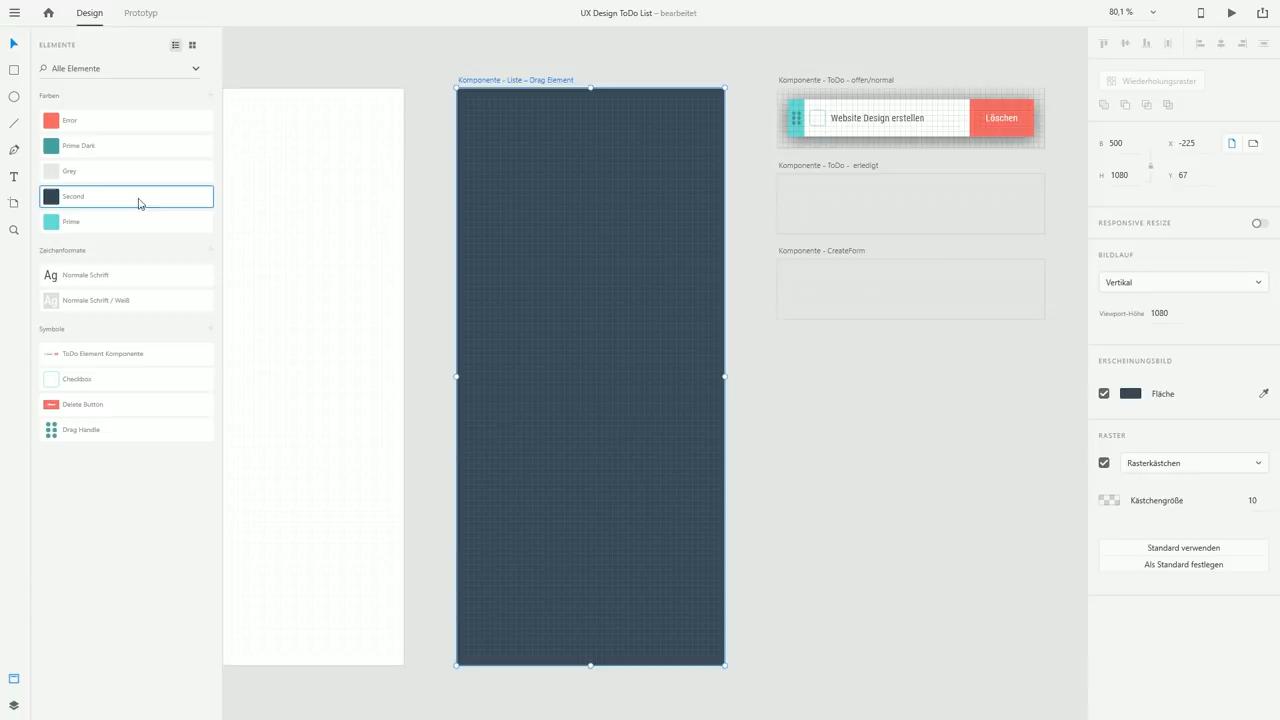 Design
Prototyp
UX Design ToDo List – bearbeitet
80,1 %
ELEMENTE
Alle Elemente
Farben
Error
Prime Dark
Grey
Second
Prime
Zeichenformate
Ag Normale Schrift
Ag Normale Schrift / Weiß
Symbole
ToDo Element Komponente
Checkbox
Delete Button
Drag Handle
Komponente - Liste – Drag Element
Komponente - ToDo - offen/normal
Website Design erstellen
Löschen
Komponente - ToDo - erledigt
Komponente - CreateForm
Wiederholungsraster
B 500 X -225
H 1080 Y 67
RESPONSIVE RESIZE
BILDLAUF
Vertikal
Viewport-Höhe 1080
ERSCHEINUNGSBILD
Fläche
RASTER
Rasterkästchen
Kästchengröße 10
Standard verwenden
Als Standard festlegen